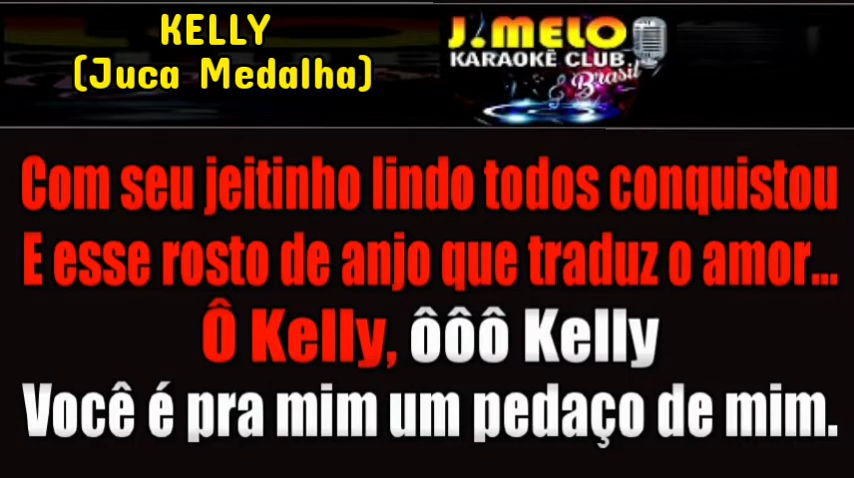 KELLY
(Juca Medalha)
J. MELO
KARAOKÊ CLUB
Brasil
Com seu jeitinho lindo todos conquistou
E esse rosto de anjo que traduz o amor...
Ô Kelly, ôôô Kelly
Você é pra mim um pedaço de mim.